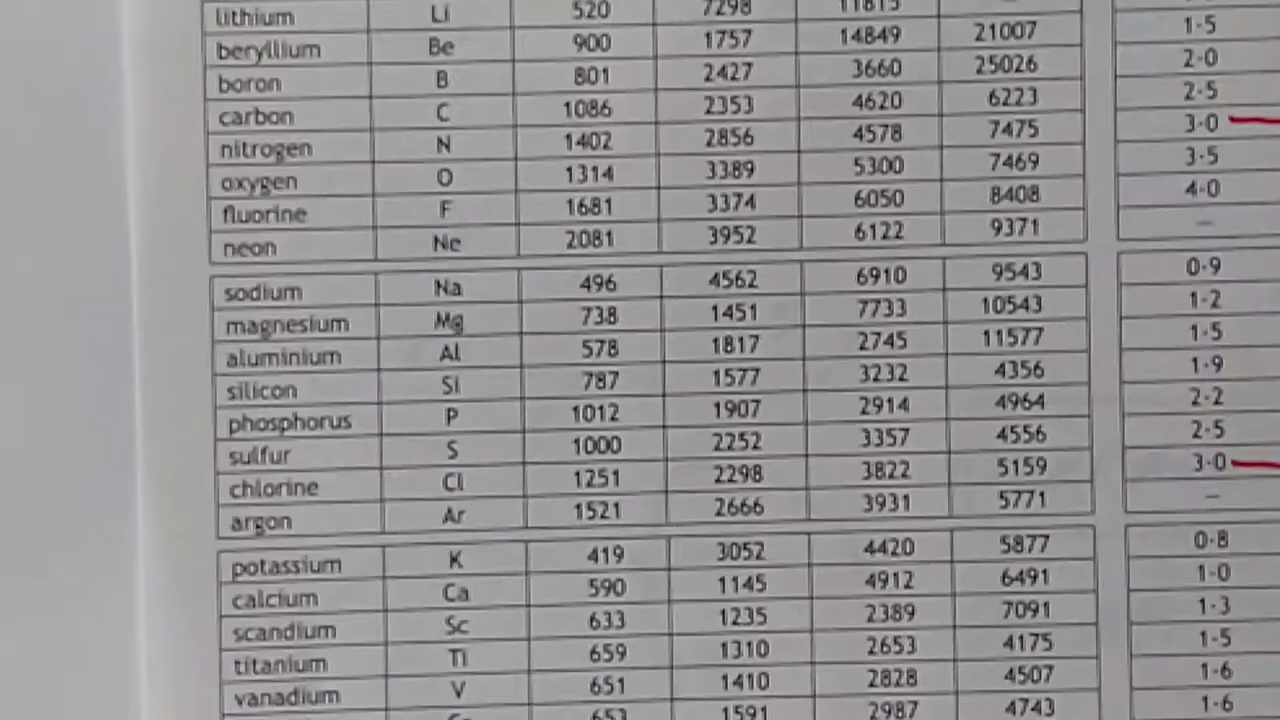 lithium Li 520 7298 11815 –
beryllium Be 900 1757 14849 21007 1·5
boron B 801 2427 3660 25026 2·0
carbon C 1086 2353 4620 6223 2·5
nitrogen N 1402 2856 4578 7475 3·0
oxygen O 1314 3389 5300 7469 3·5
fluorine F 1681 3374 6050 8408 4·0
neon Ne 2081 3952 6122 9371 –
sodium Na 496 4562 6910 9543 0·9
magnesium Mg 738 1451 7733 10543 1·2
aluminium Al 578 1817 2745 11577 1·5
silicon Si 787 1577 3232 4356 1·9
phosphorus P 1012 1907 2914 4964 2·2
sulfur S 1000 2252 3357 4556 2·5
chlorine Cl 1251 2298 3822 5159 3·0
argon Ar 1521 2666 3931 5771 –
potassium K 419 3052 4420 5877 0·8
calcium Ca 590 1145 4912 6491 1·0
scandium Sc 633 1235 2389 7091 1·3
titanium Ti 659 1310 2653 4175 1·5
vanadium V 651 1410 2828 4507 1·6
653 1591 2987 4743 1·6